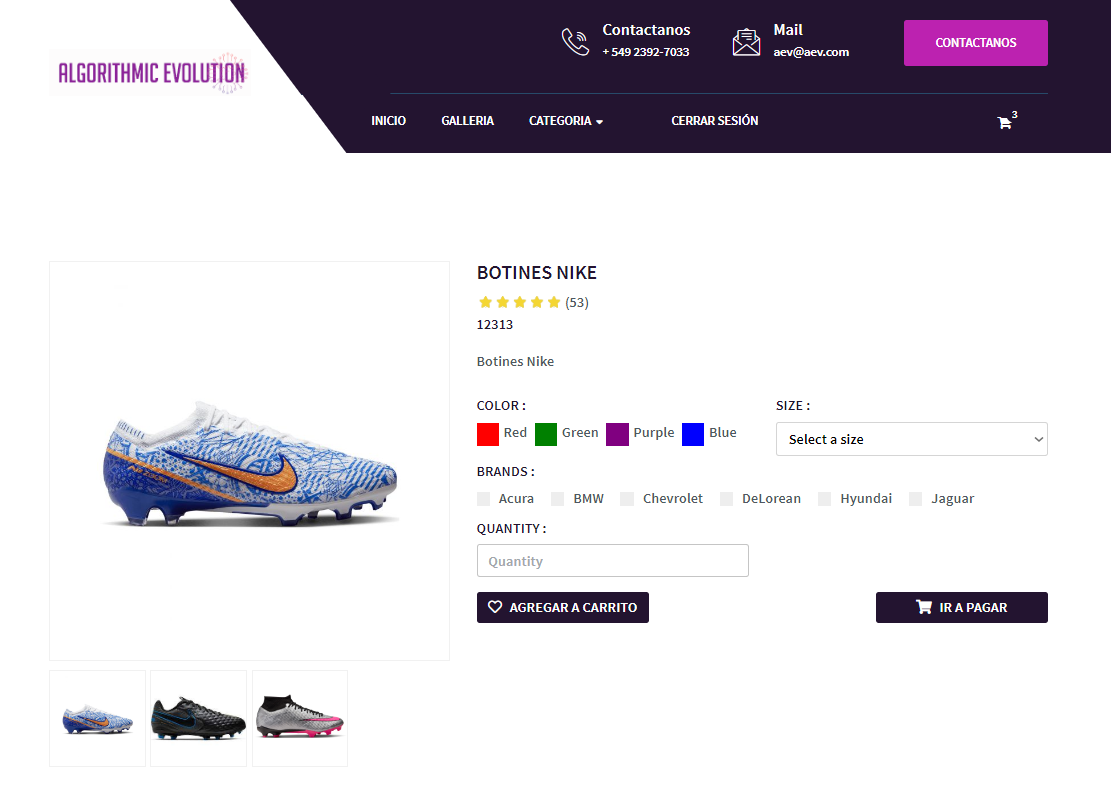 ALGORITHMIC EVOLUTION
Contactanos
+ 549 2392-7033
Mail
aev@aev.com
CONTACTANOS
INICIO
GALLERIA
CATEGORIA
CERRAR SESIÓN
3
BOTINES NIKE
(53)
12313
Botines Nike
COLOR :
Red
Green
Purple
Blue
SIZE :
Select a size
BRANDS :
Acura
BMW
Chevrolet
DeLorean
Hyundai
Jaguar
QUANTITY :
Quantity
AGREGAR A CARRITO
IR A PAGAR